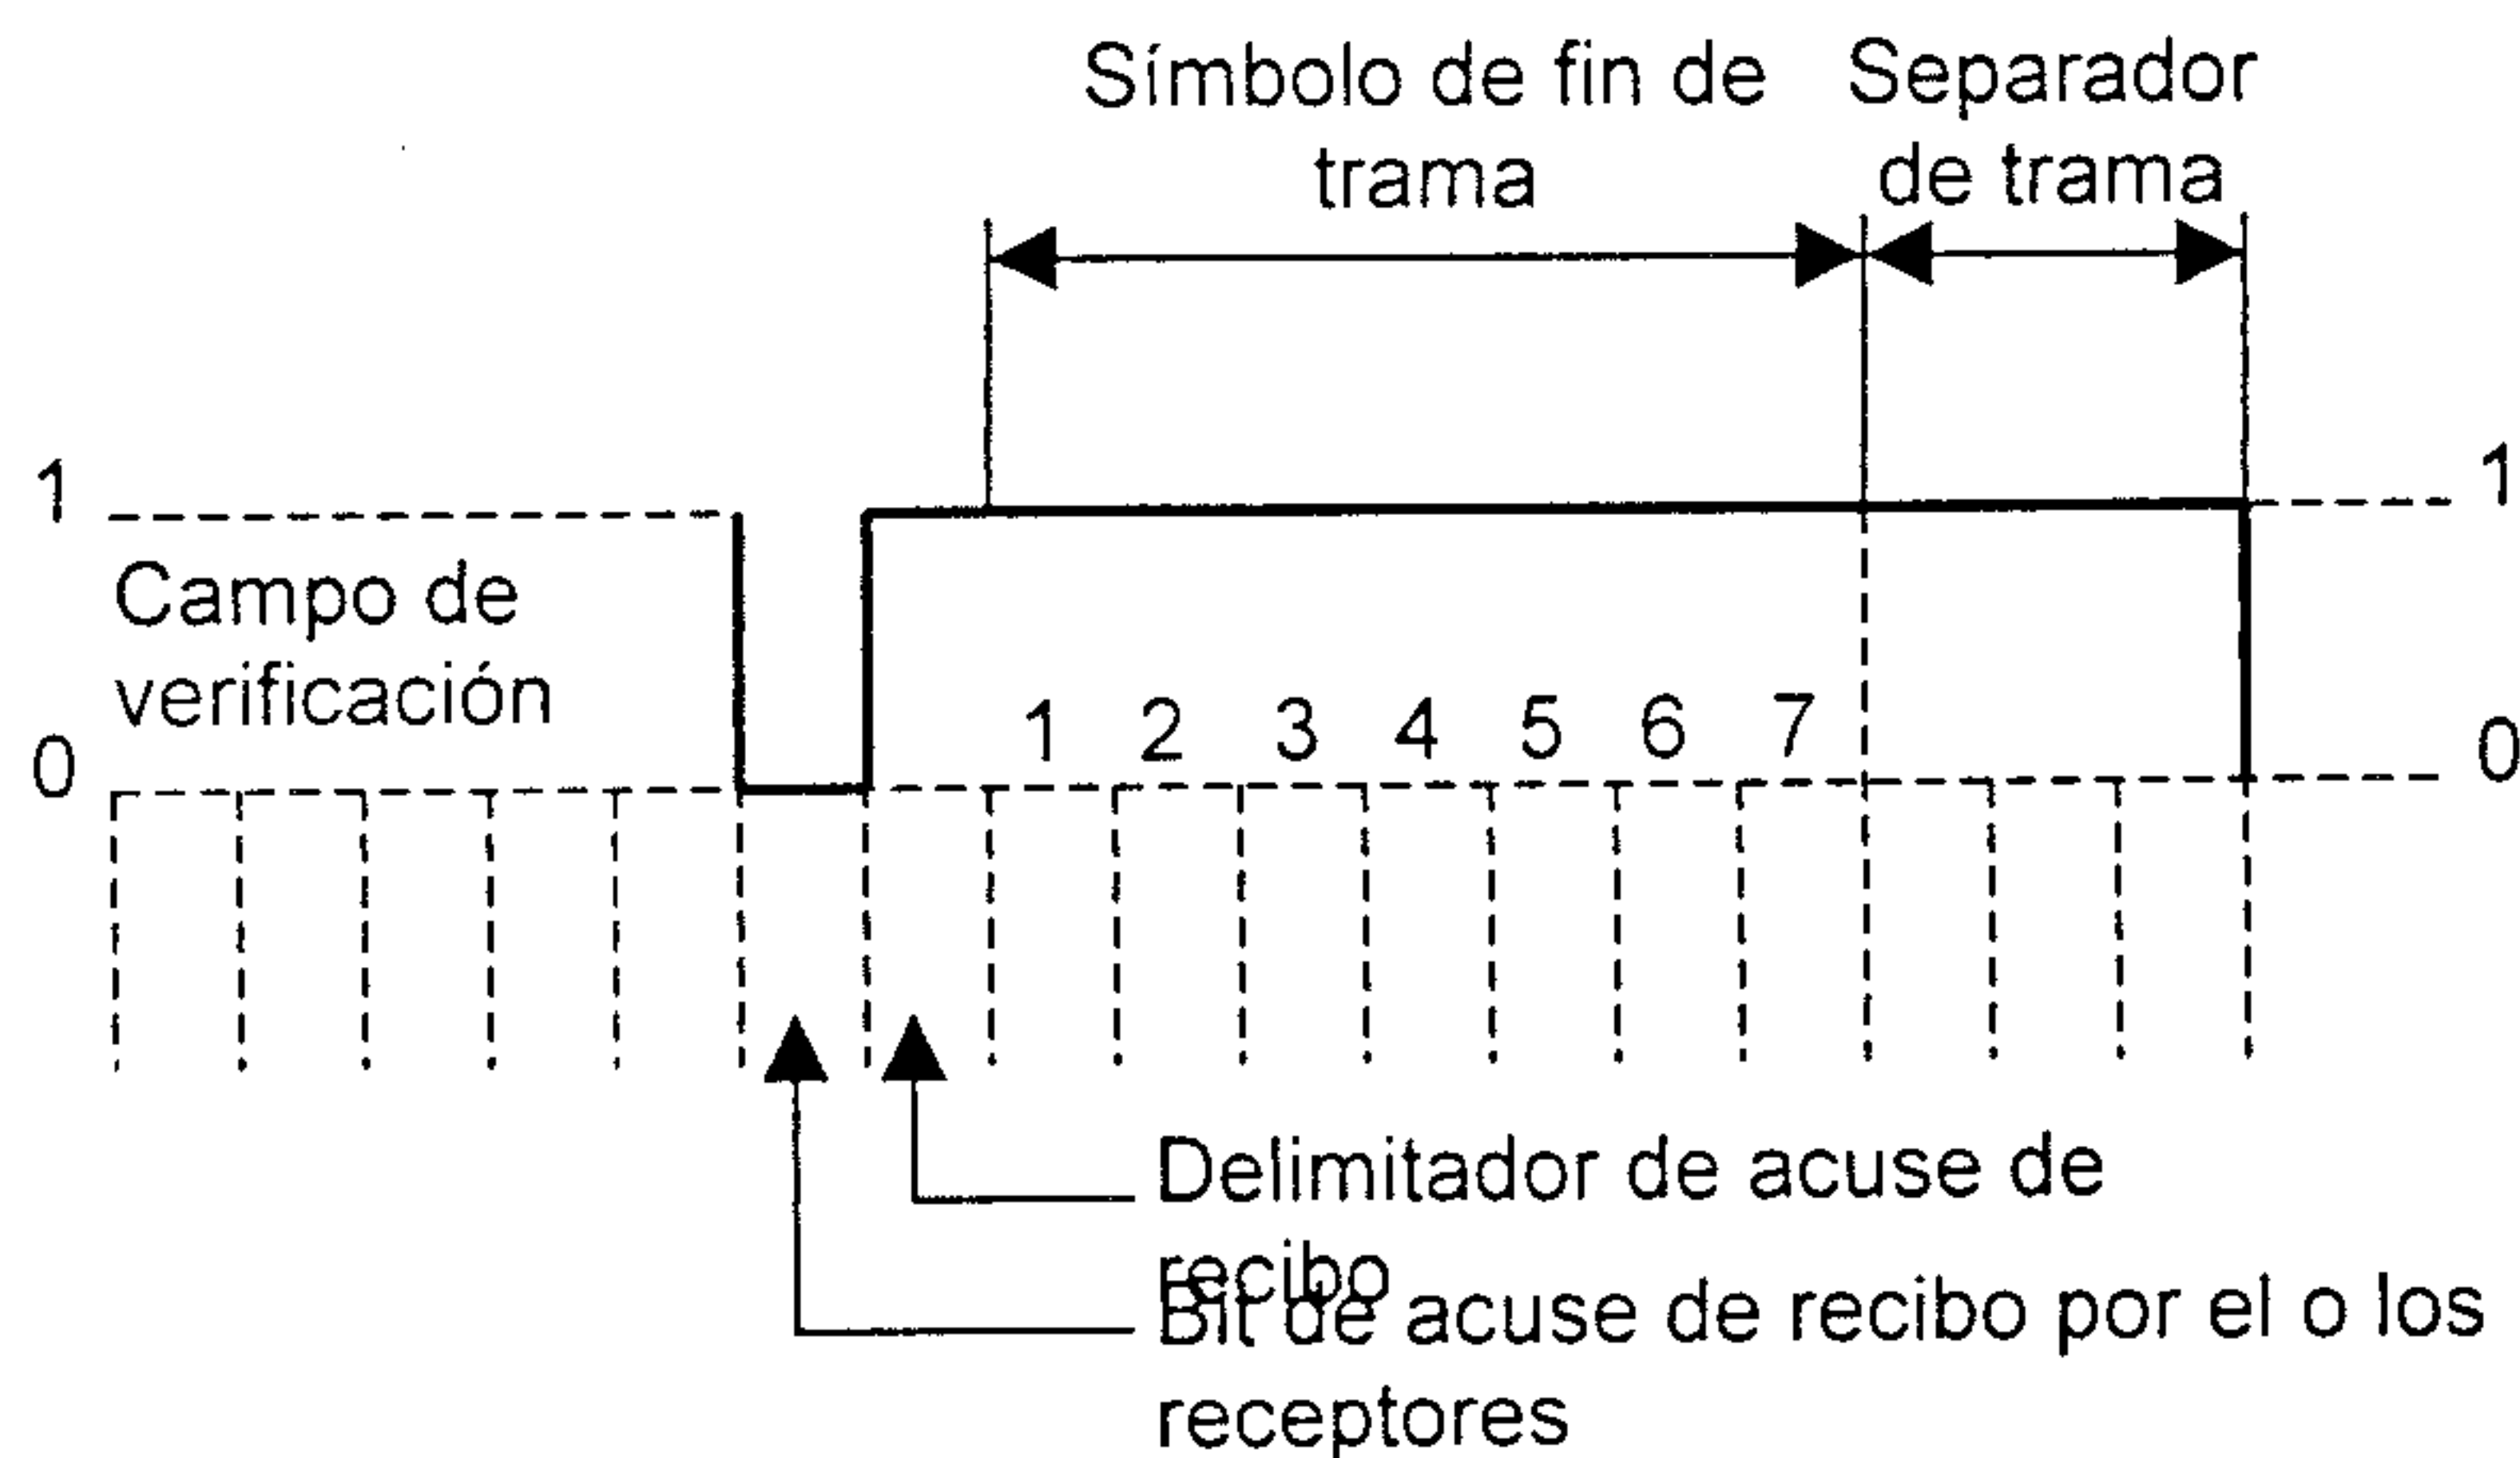 Símbolo de fin de
trama
Separador
de trama
1
1
Campo de
verificación
1 2 3 4 5 6 7
0
0
Delimitador de acuse de
recibo
Bit de acuse de recibo por el o los
receptores